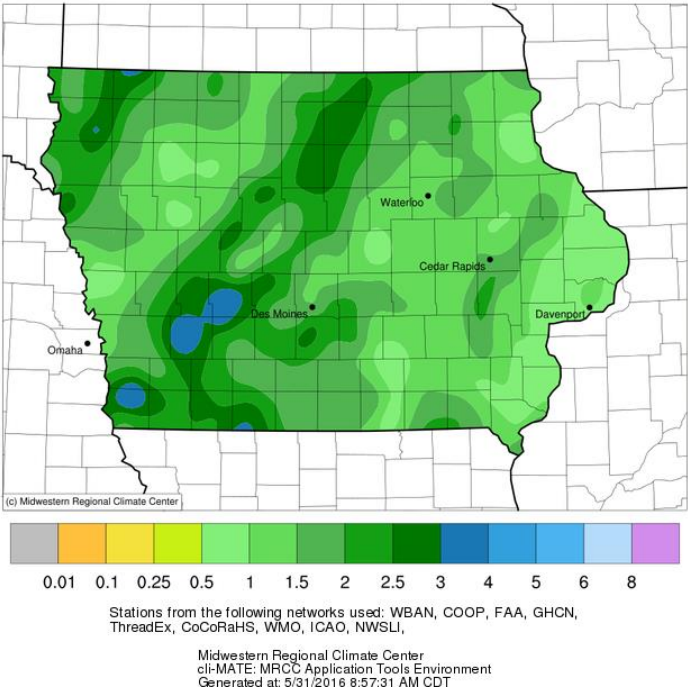 Waterloo
Cedar Rapids
Des Moines
Davenport
Omaha
(c) Midwestern Regional Climate Center
0.01 0.1 0.25 0.5 1 1.5 2 2.5 3 4 5 6 8
Stations from the following networks used: WBAN, COOP, FAA, GHCN,
ThreadEx, CoCoRaHS, WMO, ICAO, NWSLI,
Midwestern Regional Climate Center
cli-MATE: MRCC Application Tools Environment
Generated at: 5/31/2016 8:57:31 AM CDT